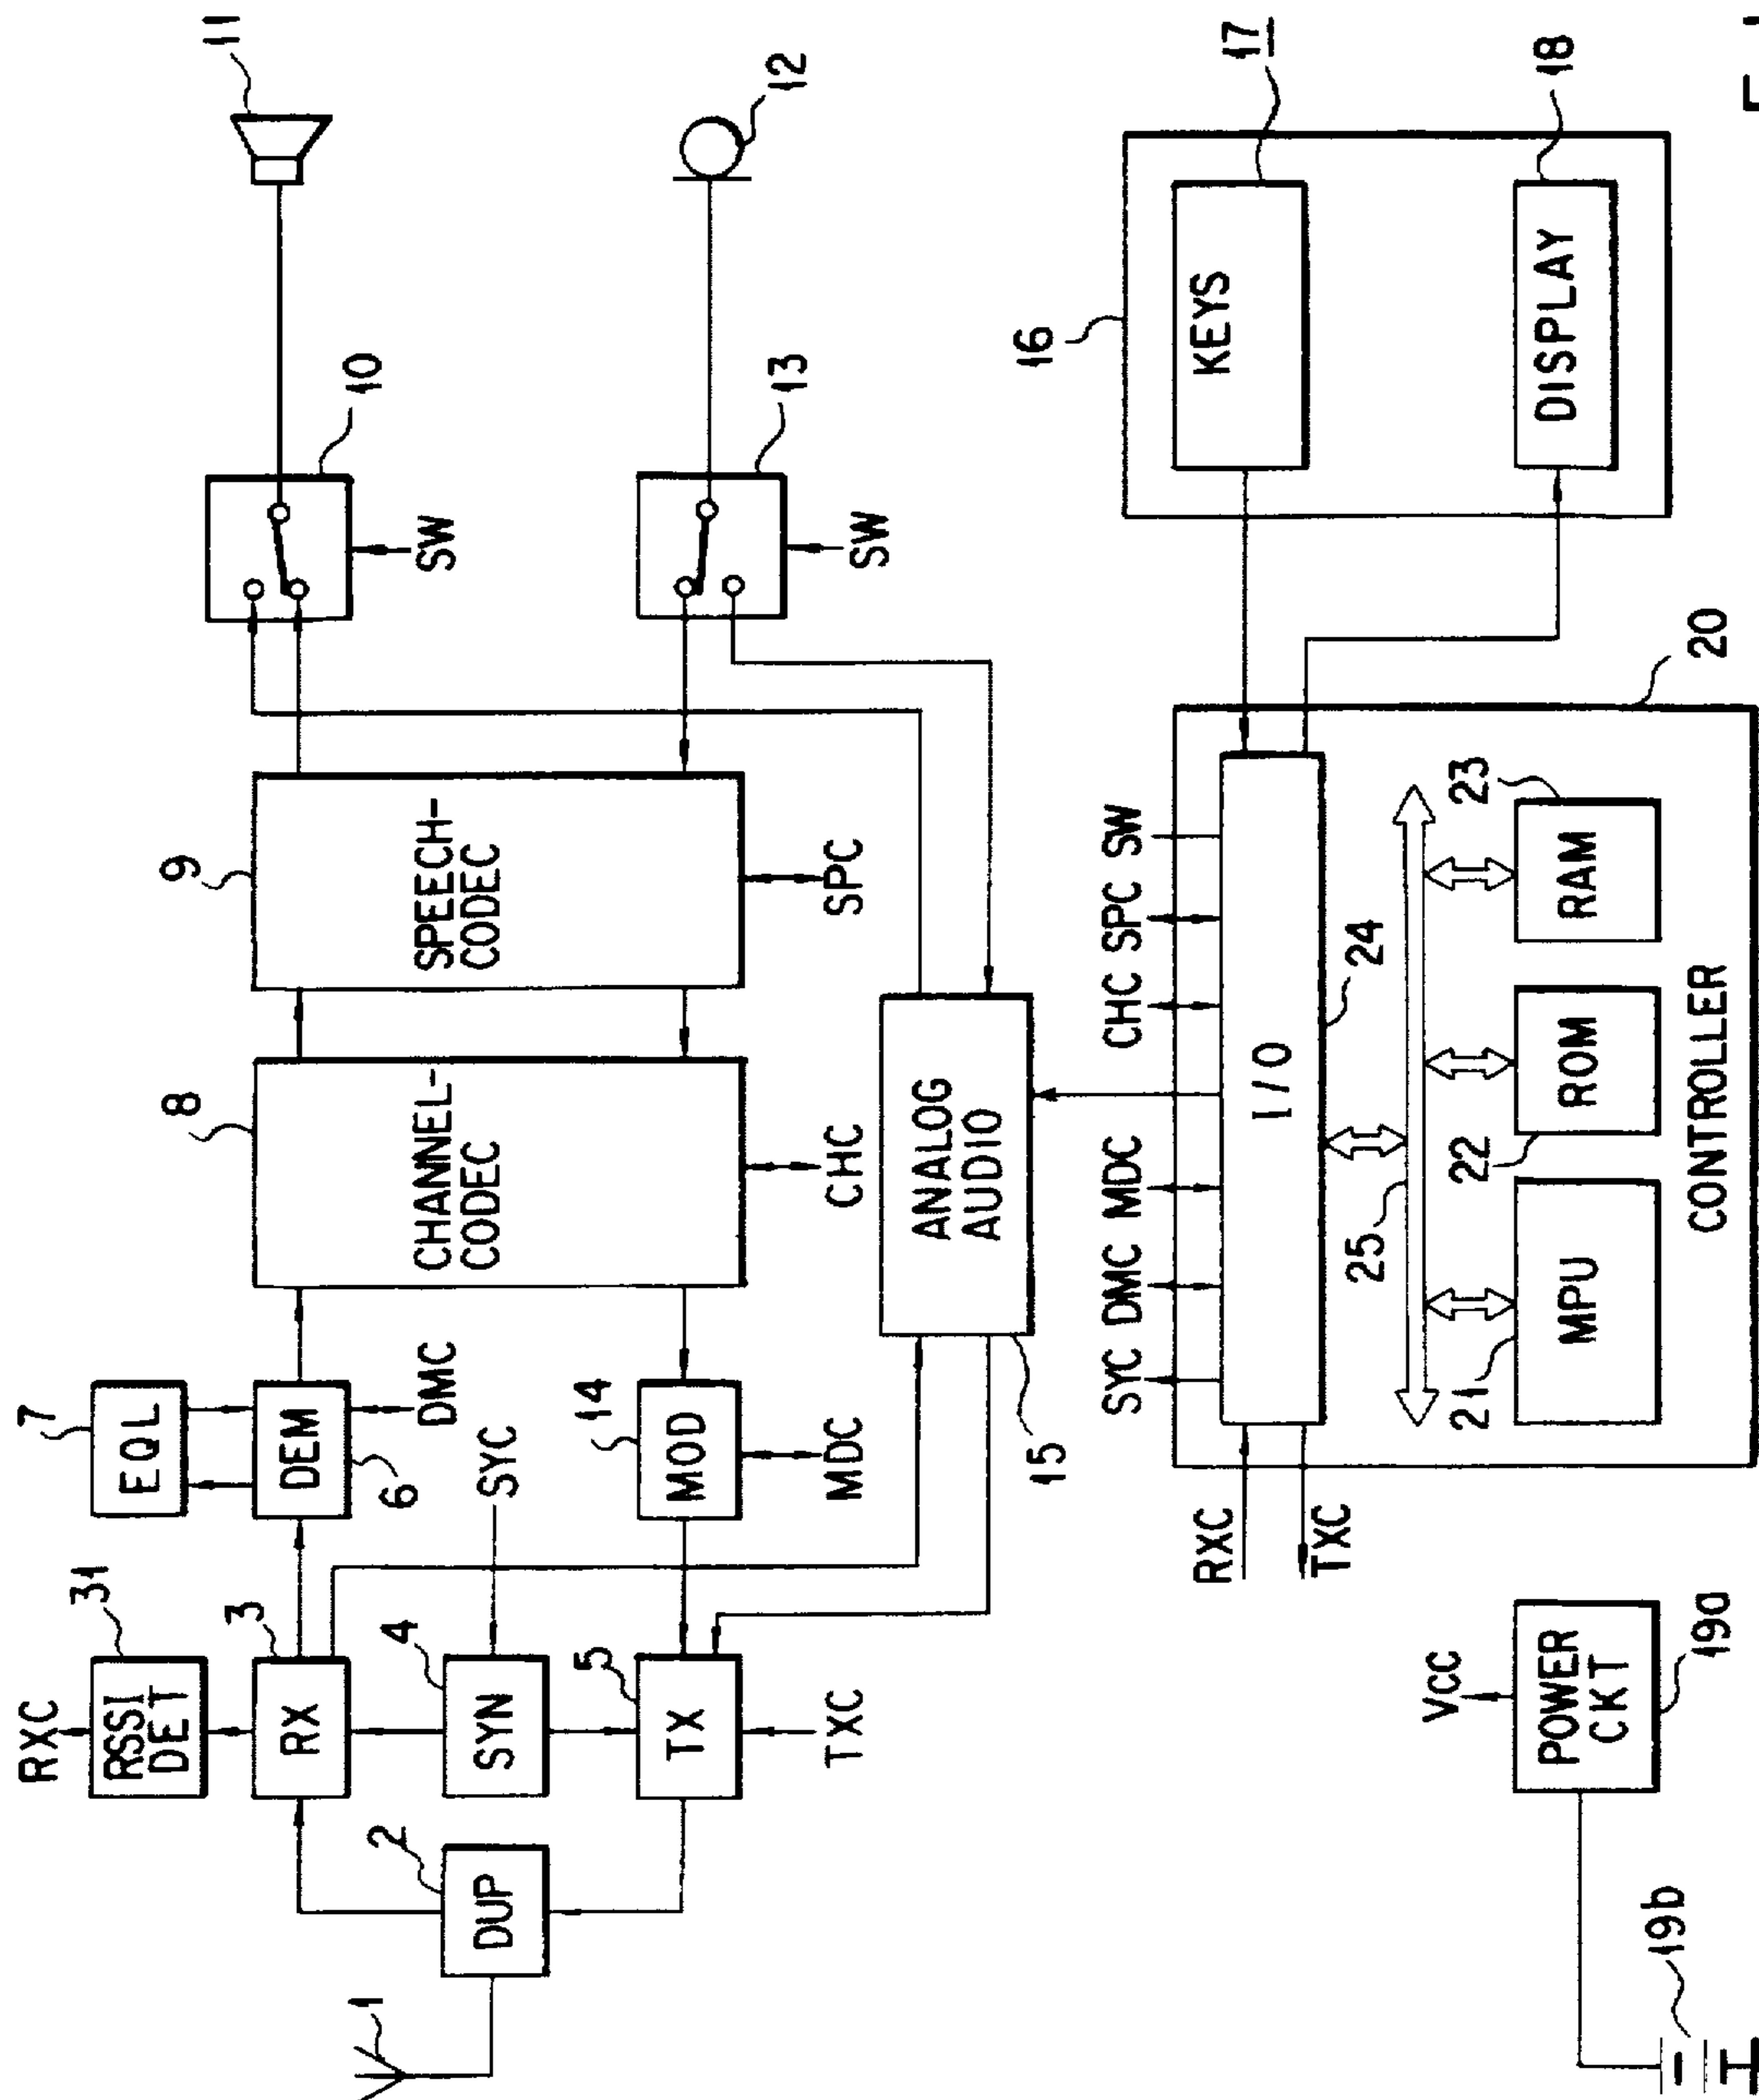 11
12
10
13
SW
SW
9
SPEECH-
CODEC
SPC
8
CHANNEL-
CODEC
CHC
7
EQL
DEM
6
DMC
14
MOD
MDC
SYC
RXC
31
RSSI
DET
3
RX
4
SYN
5
TX
TXC
2
DUP
1
ANALOG
AUDIO
15
16
17
KEYS
18
DISPLAY
20
SYC DMC MDC CHC SPC SW
RXC
TXC
I/O
24
25
21
MPU
22
ROM
23
RAM
CONTROLLER
Vcc
POWER
CKT
190
19b